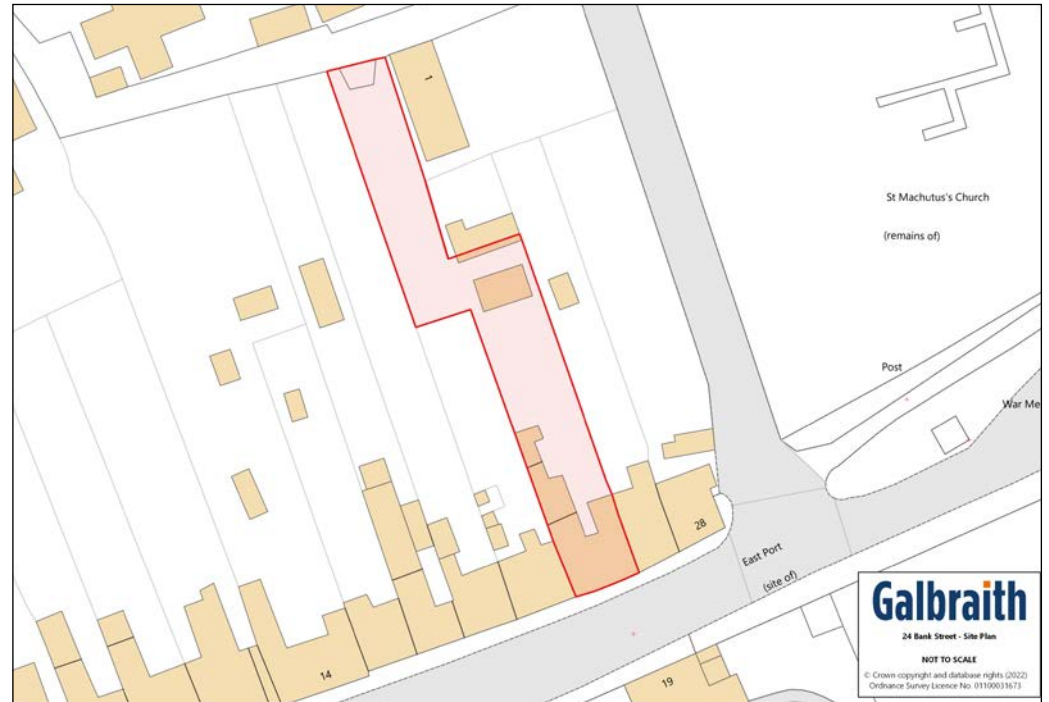 1
St Machutus's Church
(remains of)
Post
War Me
28
East Port
(site of)
14
19
Galbraith
24 Bank Street - Site Plan
NOT TO SCALE
© Crown copyright and database rights (2022)
Ordnance Survey Licence No. 01100031673